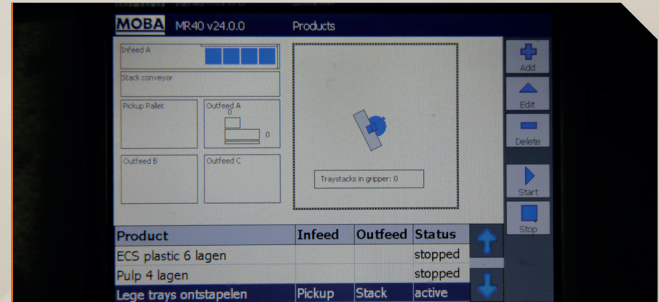 MOBA MR40 v24.0.0 Products
Infeed A
Stack conveyor
Pickup Pallet
Outfeed A
0
0
Outfeed B
Outfeed C
Traystacks in gripper: 0
Add
Edit
Delete
Start
Stop
Product Infeed Outfeed Status
ECS plastic 6 lagen stopped
Pulp 4 lagen stopped
Lege trays ontstapelen Pickup Stack active